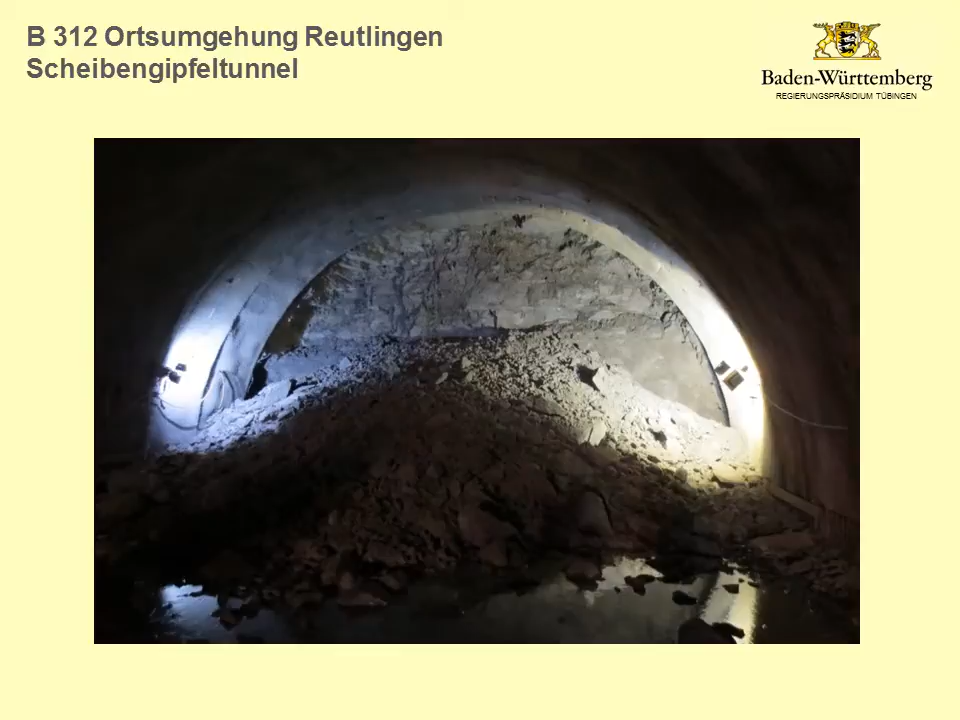 B 312 Ortsumgehung Reutlingen
Scheibengipfeltunnel
Baden-Württemberg
REGIERUNGSPRÄSIDIUM TÜBINGEN